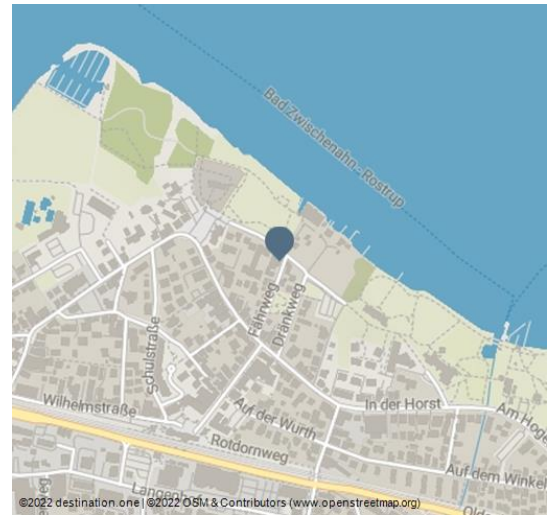 Bad Zwischenahn - Rostrup
Fährweg
Dränkweg
Schulstraße
Wilhelmstraße
In der Horst
Auf der Wurth
Am Hoge
Rotdornweg
Auf dem Winkel
Langenhof
©2022 destination.one | ©2022 OSM & Contributors (www.openstreetmap.org)